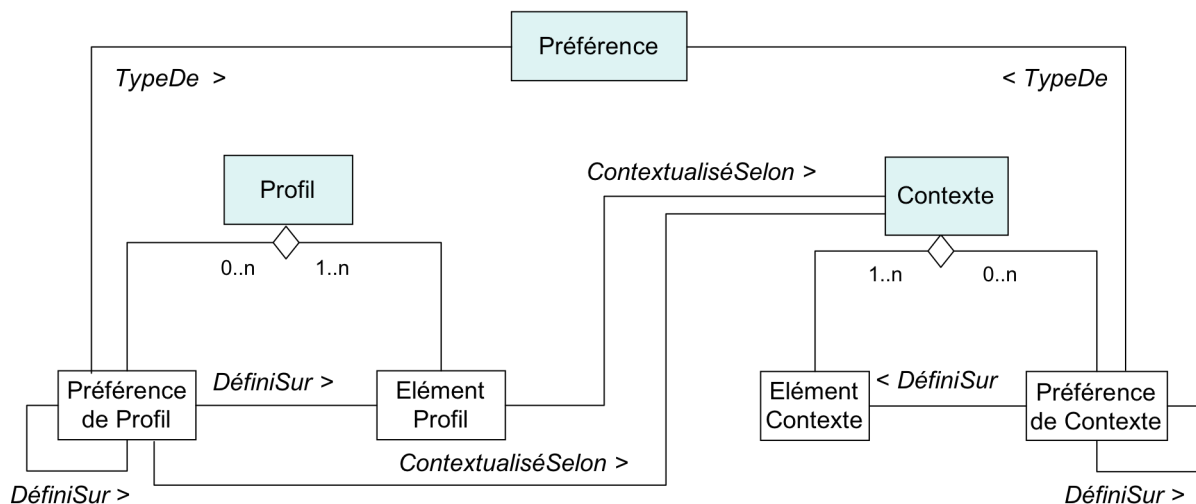 Préférence
TypeDe >
< TypeDe
Profil
ContextualiséSelon >
Contexte
0..n
1..n
1..n
0..n
Préférence
de Profil
DéfiniSur >
Elément
Profil
Elément
Contexte
< DéfiniSur
Préférence
de Contexte
ContextualiséSelon >
DéfiniSur >
DéfiniSur >